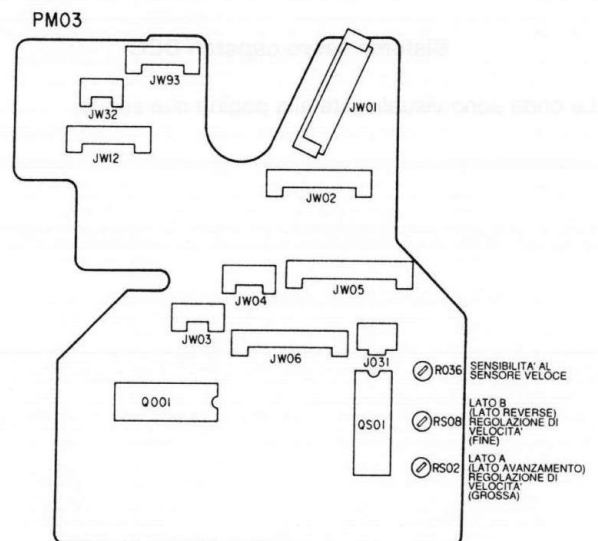 PM03
JW93
JW32
JW12
JW01
JW02
JW04
JW05
JW03
JW06
J031
Q001
QS01
R036 SENSIBILITA' AL
SENSORE VELOCE
RS08 LATO B
(LATO REVERSE)
REGOLAZIONE DI
VELOCITA'
(FINE)
RS02 LATO A
(LATO AVANZAMENTO)
REGOLAZIONE DI
VELOCITA'
(GROSSA)